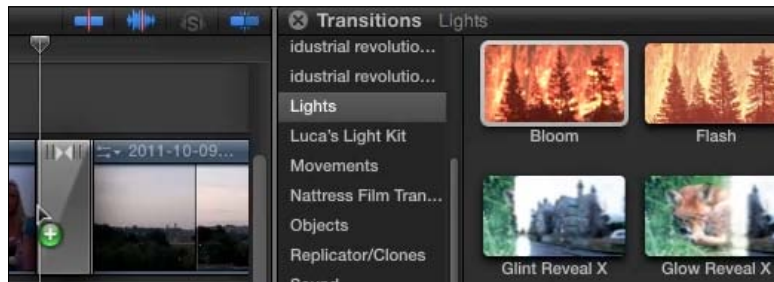 Transitions Lights
idustrial revolutio...
idustrial revolutio...
Lights
Luca's Light Kit
Movements
Nattress Film Tran...
Objects
Replicator/Clones
Bloom
Flash
Glint Reveal X
Glow Reveal X
2011-10-09...